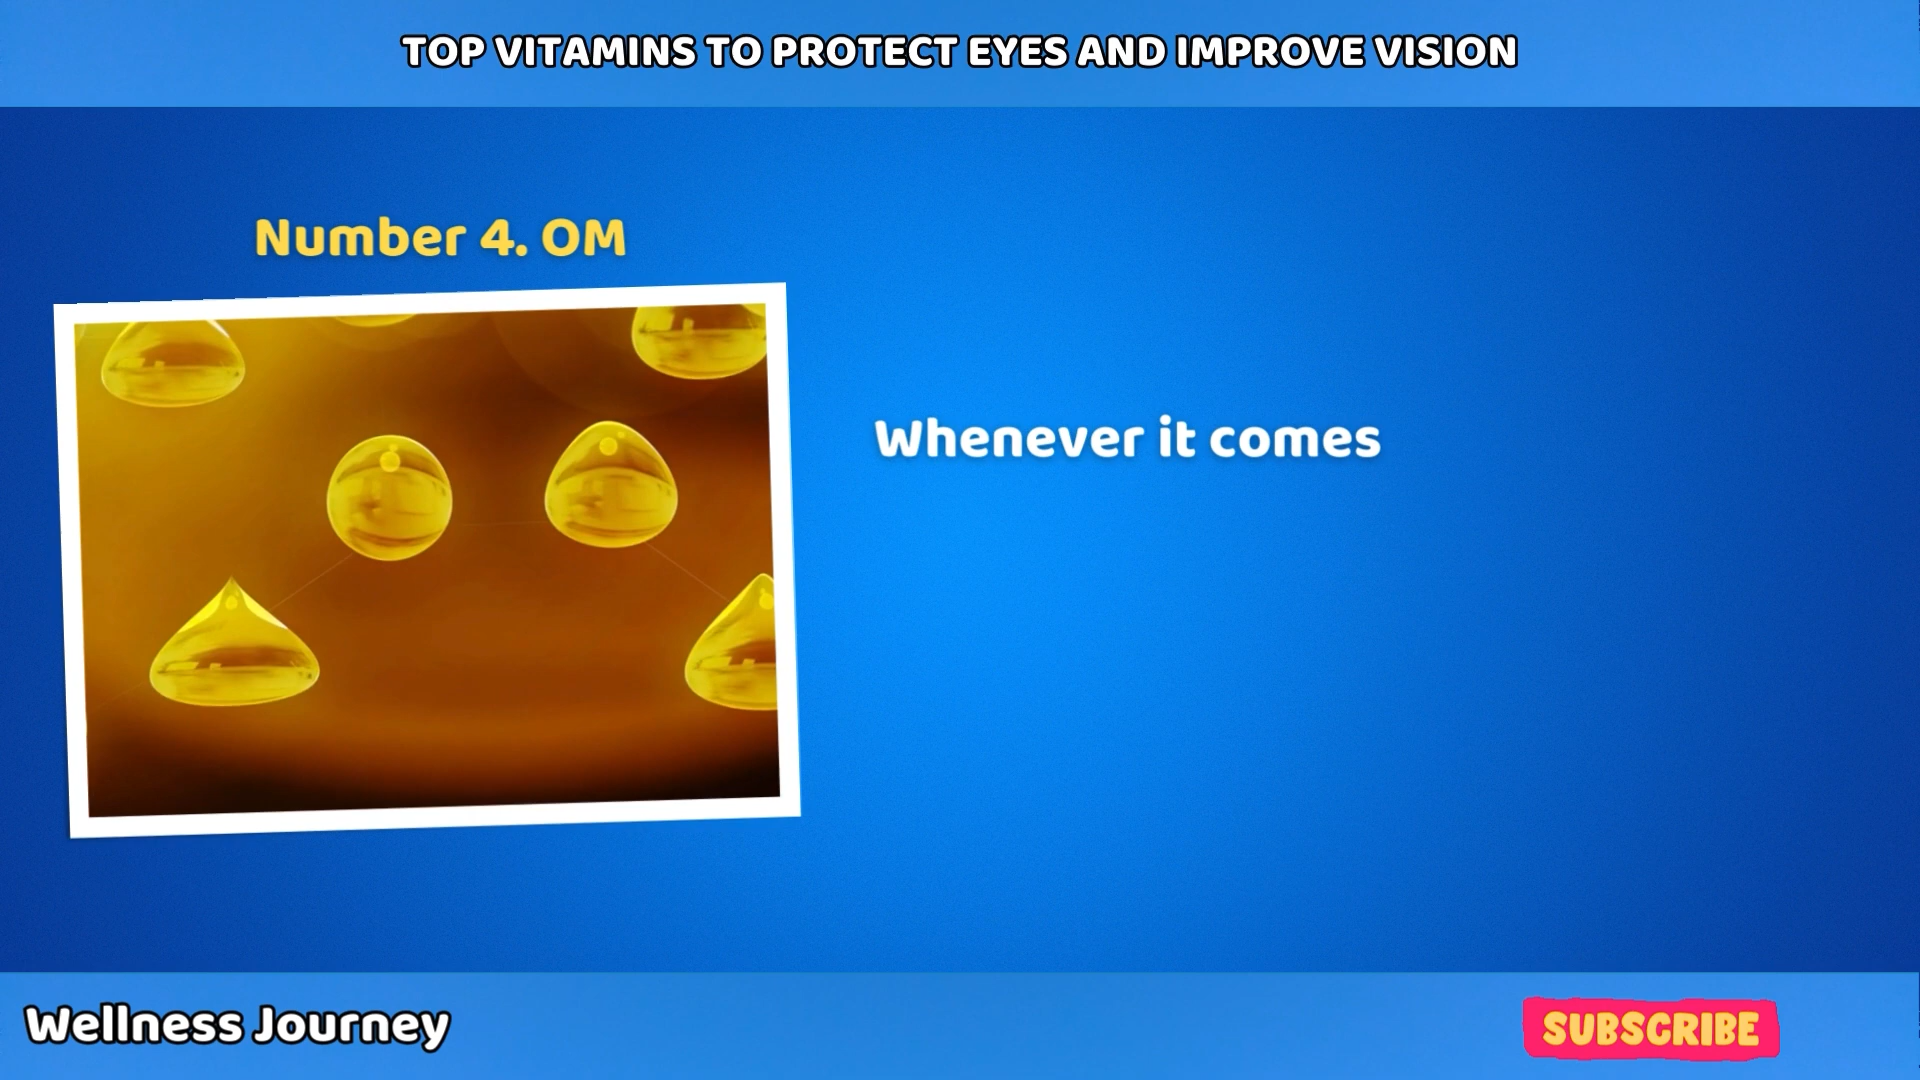 TOP VITAMINS TO PROTECT EYES AND IMPROVE VISION
Number 4. OM
Whenever it comes
Wellness Journey
SUBSCRIBE